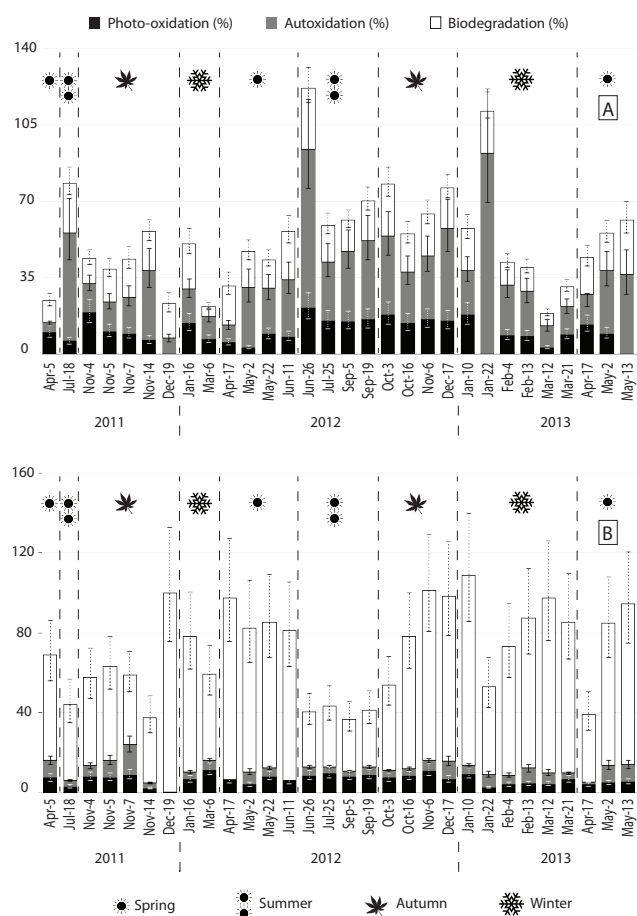 Photo-oxidation (%) Autoxidation (%) Biodegradation (%)
140
A
105
70
35
0
Apr-5 Jul-18 Nov-4 Nov-5 Nov-7 Nov-14 Dec-19 Jan-16 Mar-6 Apr-17 May-2 May-22 Jun-11 Jun-26 Jul-25 Sep-5 Sep-19 Oct-3 Oct-16 Nov-6 Dec-17 Jan-10 Jan-22 Feb-4 Feb-13 Mar-12 Mar-21 Apr-17 May-2 May-13
2011 2012 2013
160
B
120
80
40
0
Apr-5 Jul-18 Nov-4 Nov-5 Nov-7 Nov-14 Dec-19 Jan-16 Mar-6 Apr-17 May-2 May-22 Jun-11 Jun-26 Jul-25 Sep-5 Sep-19 Oct-3 Oct-16 Nov-6 Dec-17 Jan-10 Jan-22 Feb-4 Feb-13 Mar-12 Mar-21 Apr-17 May-2 May-13
2011 2012 2013
Spring Summer Autumn Winter